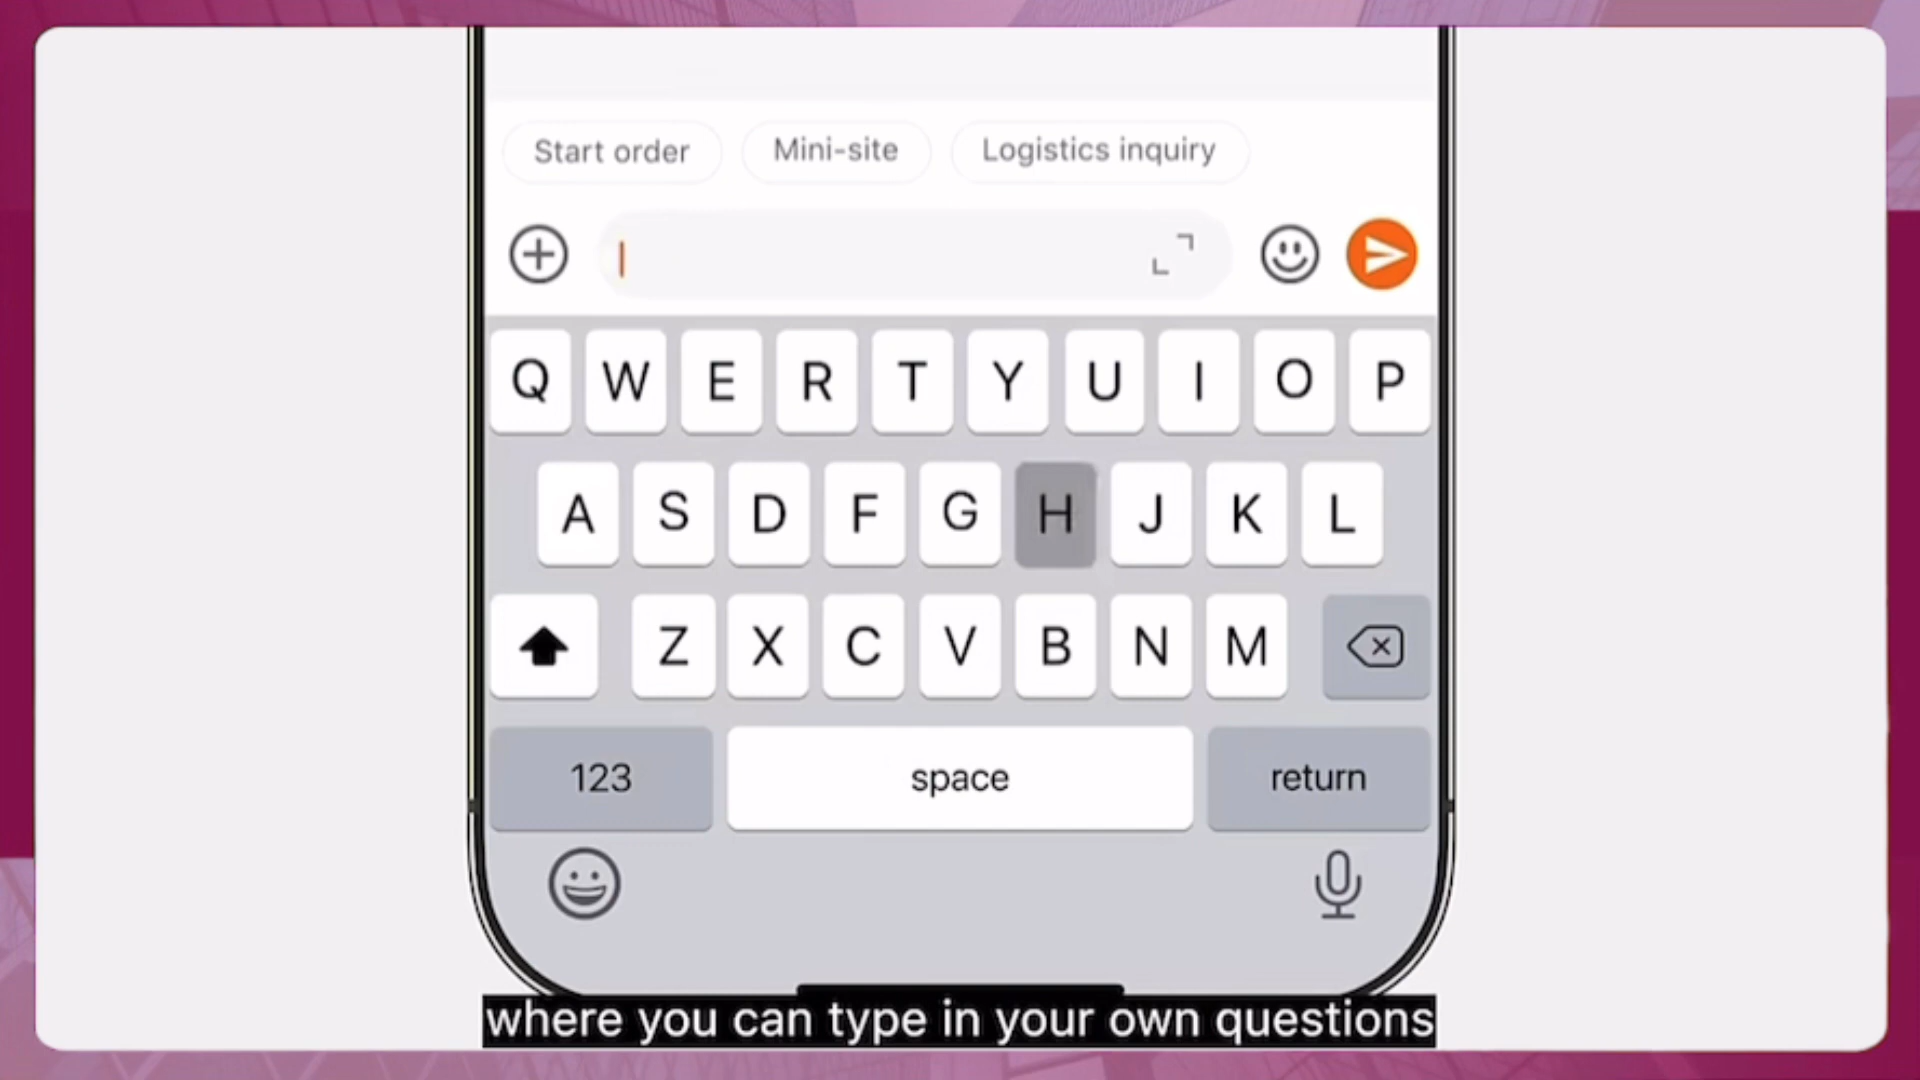 Start order Mini-site Logistics inquiry
Q W E R T Y U I O P
A S D F G H J K L
Z X C V B N M
123 space return
where you can type in your own questions